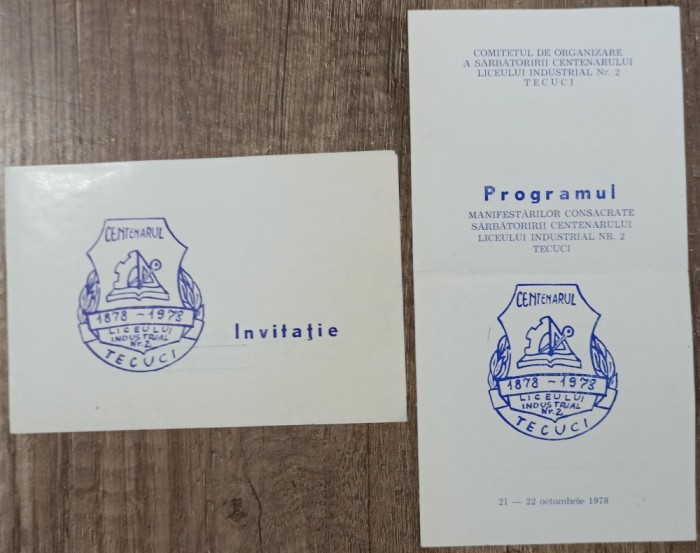 CENTENARUL
1878 - 1978
LICEULUI
INDUSTRIAL
Nr. 2
TECUCI
Invitaţie
COMITETUL DE ORGANIZARE
A SĂRBĂTORIRII CENTENARULUI
LICEULUI INDUSTRIAL Nr. 2
TECUCI
Programul
MANIFESTĂRILOR CONSACRATE
SĂRBĂTORIRII CENTENARULUI
LICEULUI INDUSTRIAL NR. 2
TECUCI
CENTENARUL
1878 - 1978
LICEULUI
INDUSTRIAL
Nr. 2
TECUCI
21 — 22 octombrie 1978